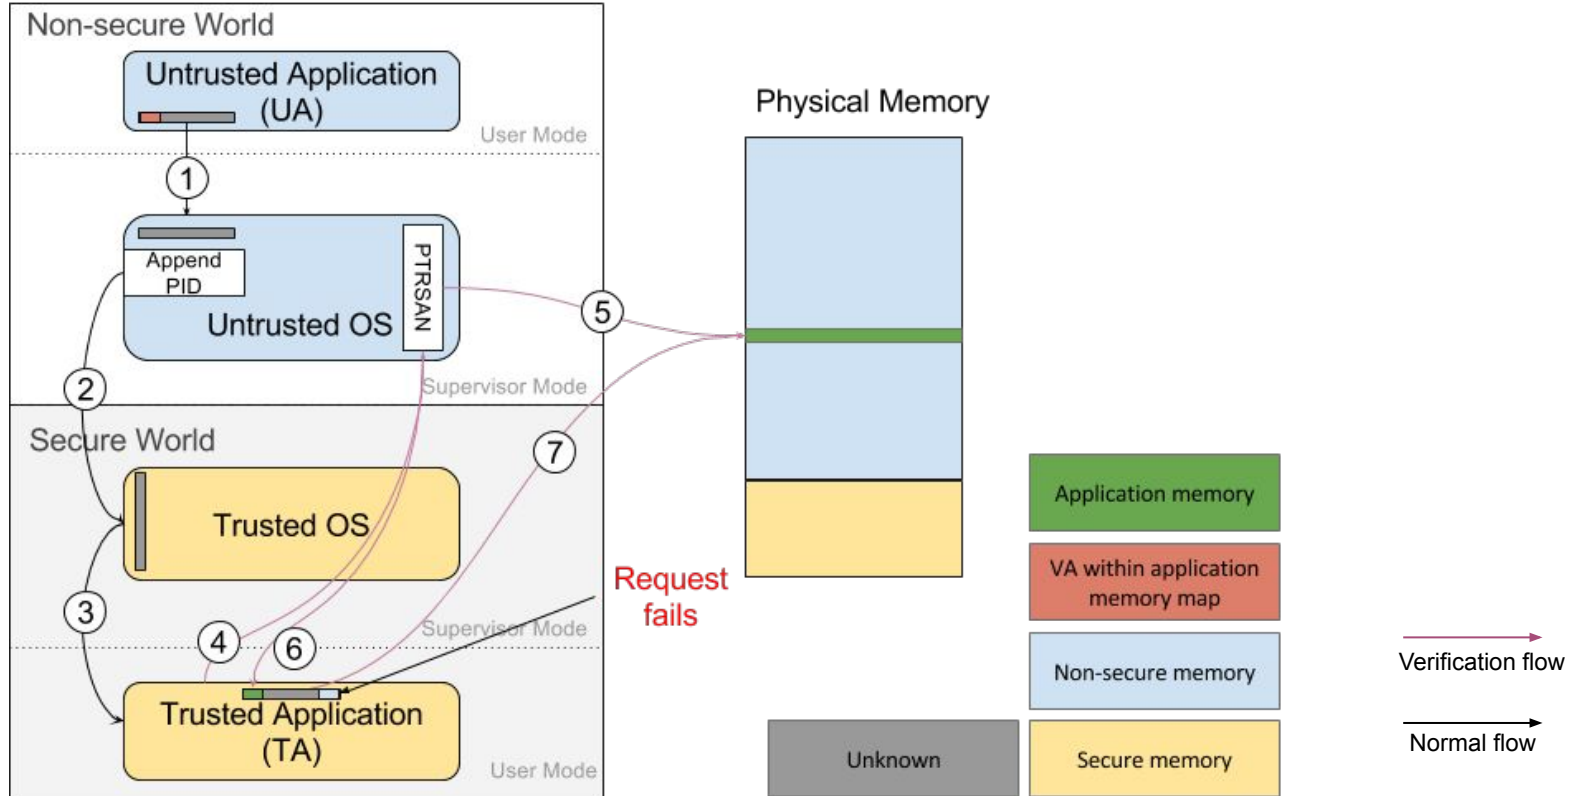 Non-secure World
Untrusted Application
(UA)
User Mode
1
Append
PID
PTRSAN
Untrusted OS
Supervisor Mode
2
5
Secure World
Trusted OS
3
4
6
7
Supervisor Mode
Trusted Application
(TA)
User Mode
Request
fails
Physical Memory
Application memory
VA within application
memory map
Non-secure memory
Unknown
Secure memory
Verification flow
Normal flow